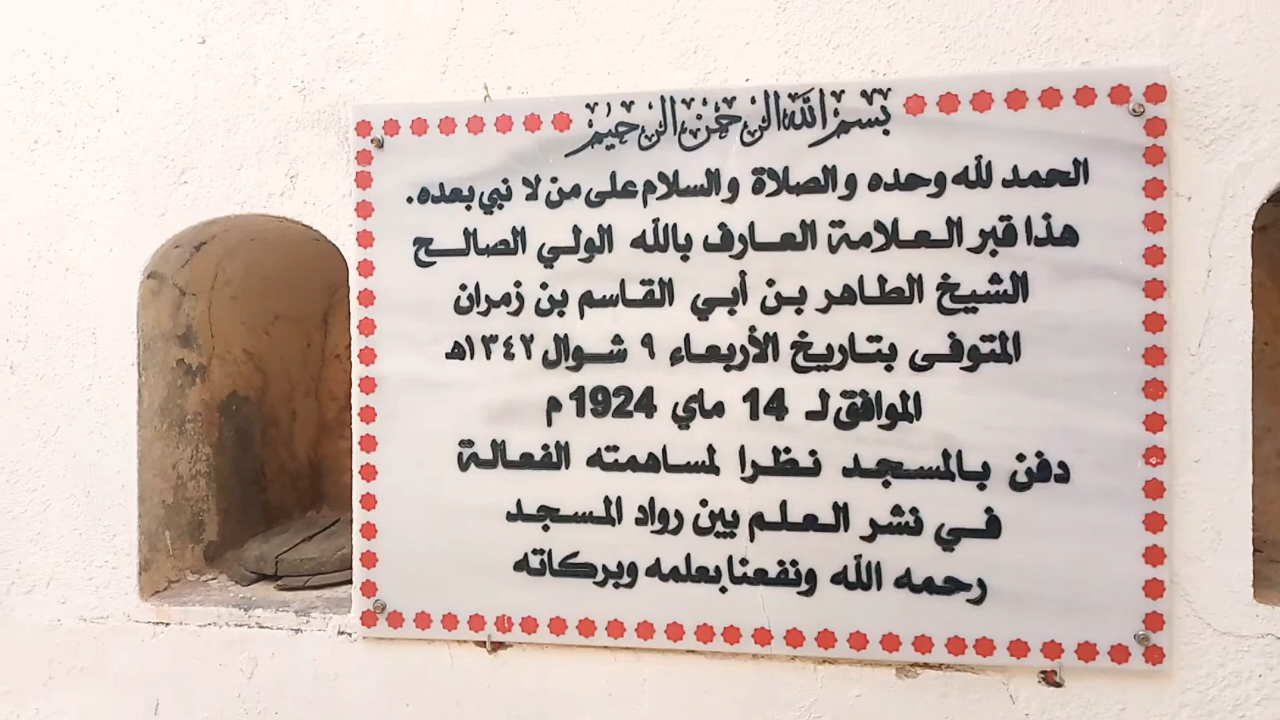 بسم الله الرحمن الرحيم
الحمد لله وحده والصلاة والسلام على من لا نبي بعده.
هذا قبر العلامة العارف بالله الولي الصالح
الشيخ الطاهر بن أبي القاسم بن زمران
المتوفى بتاريخ الأربعاء ٩ شوال ١٣٤٢هـ
الموافق لـ 14 ماي 1924 م
دفن بالمسجد نظرا لمساهمته الفعالة
في نشر العلم بين رواد المسجد
رحمه الله ونفعنا بعلمه وبركاته